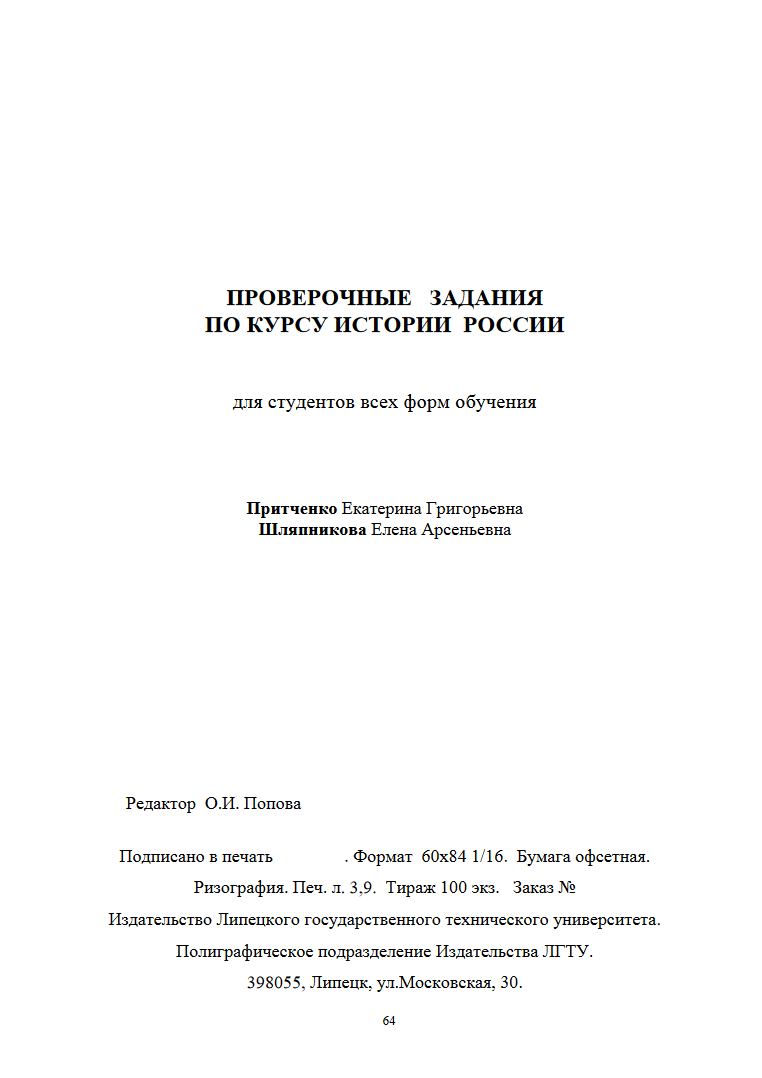 ПРОВЕРОЧНЫЕ ЗАДАНИЯ
ПО КУРСУ ИСТОРИИ РОССИИ
для студентов всех форм обучения
Притченко Екатерина Григорьевна
Шляпникова Елена Арсеньевна
Редактор О.И. Попова
Подписано в печать . Формат 60х84 1/16. Бумага офсетная.
Ризография. Печ. л. 3,9. Тираж 100 экз. Заказ №
Издательство Липецкого государственного технического университета.
Полиграфическое подразделение Издательства ЛГТУ.
398055, Липецк, ул.Московская, 30.
64